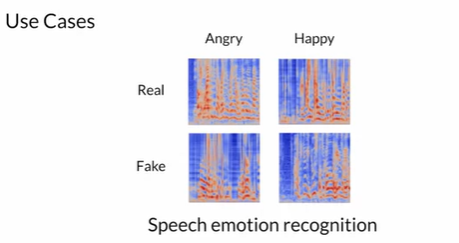 Use Cases
Angry Happy
Real
Fake
Speech emotion recognition